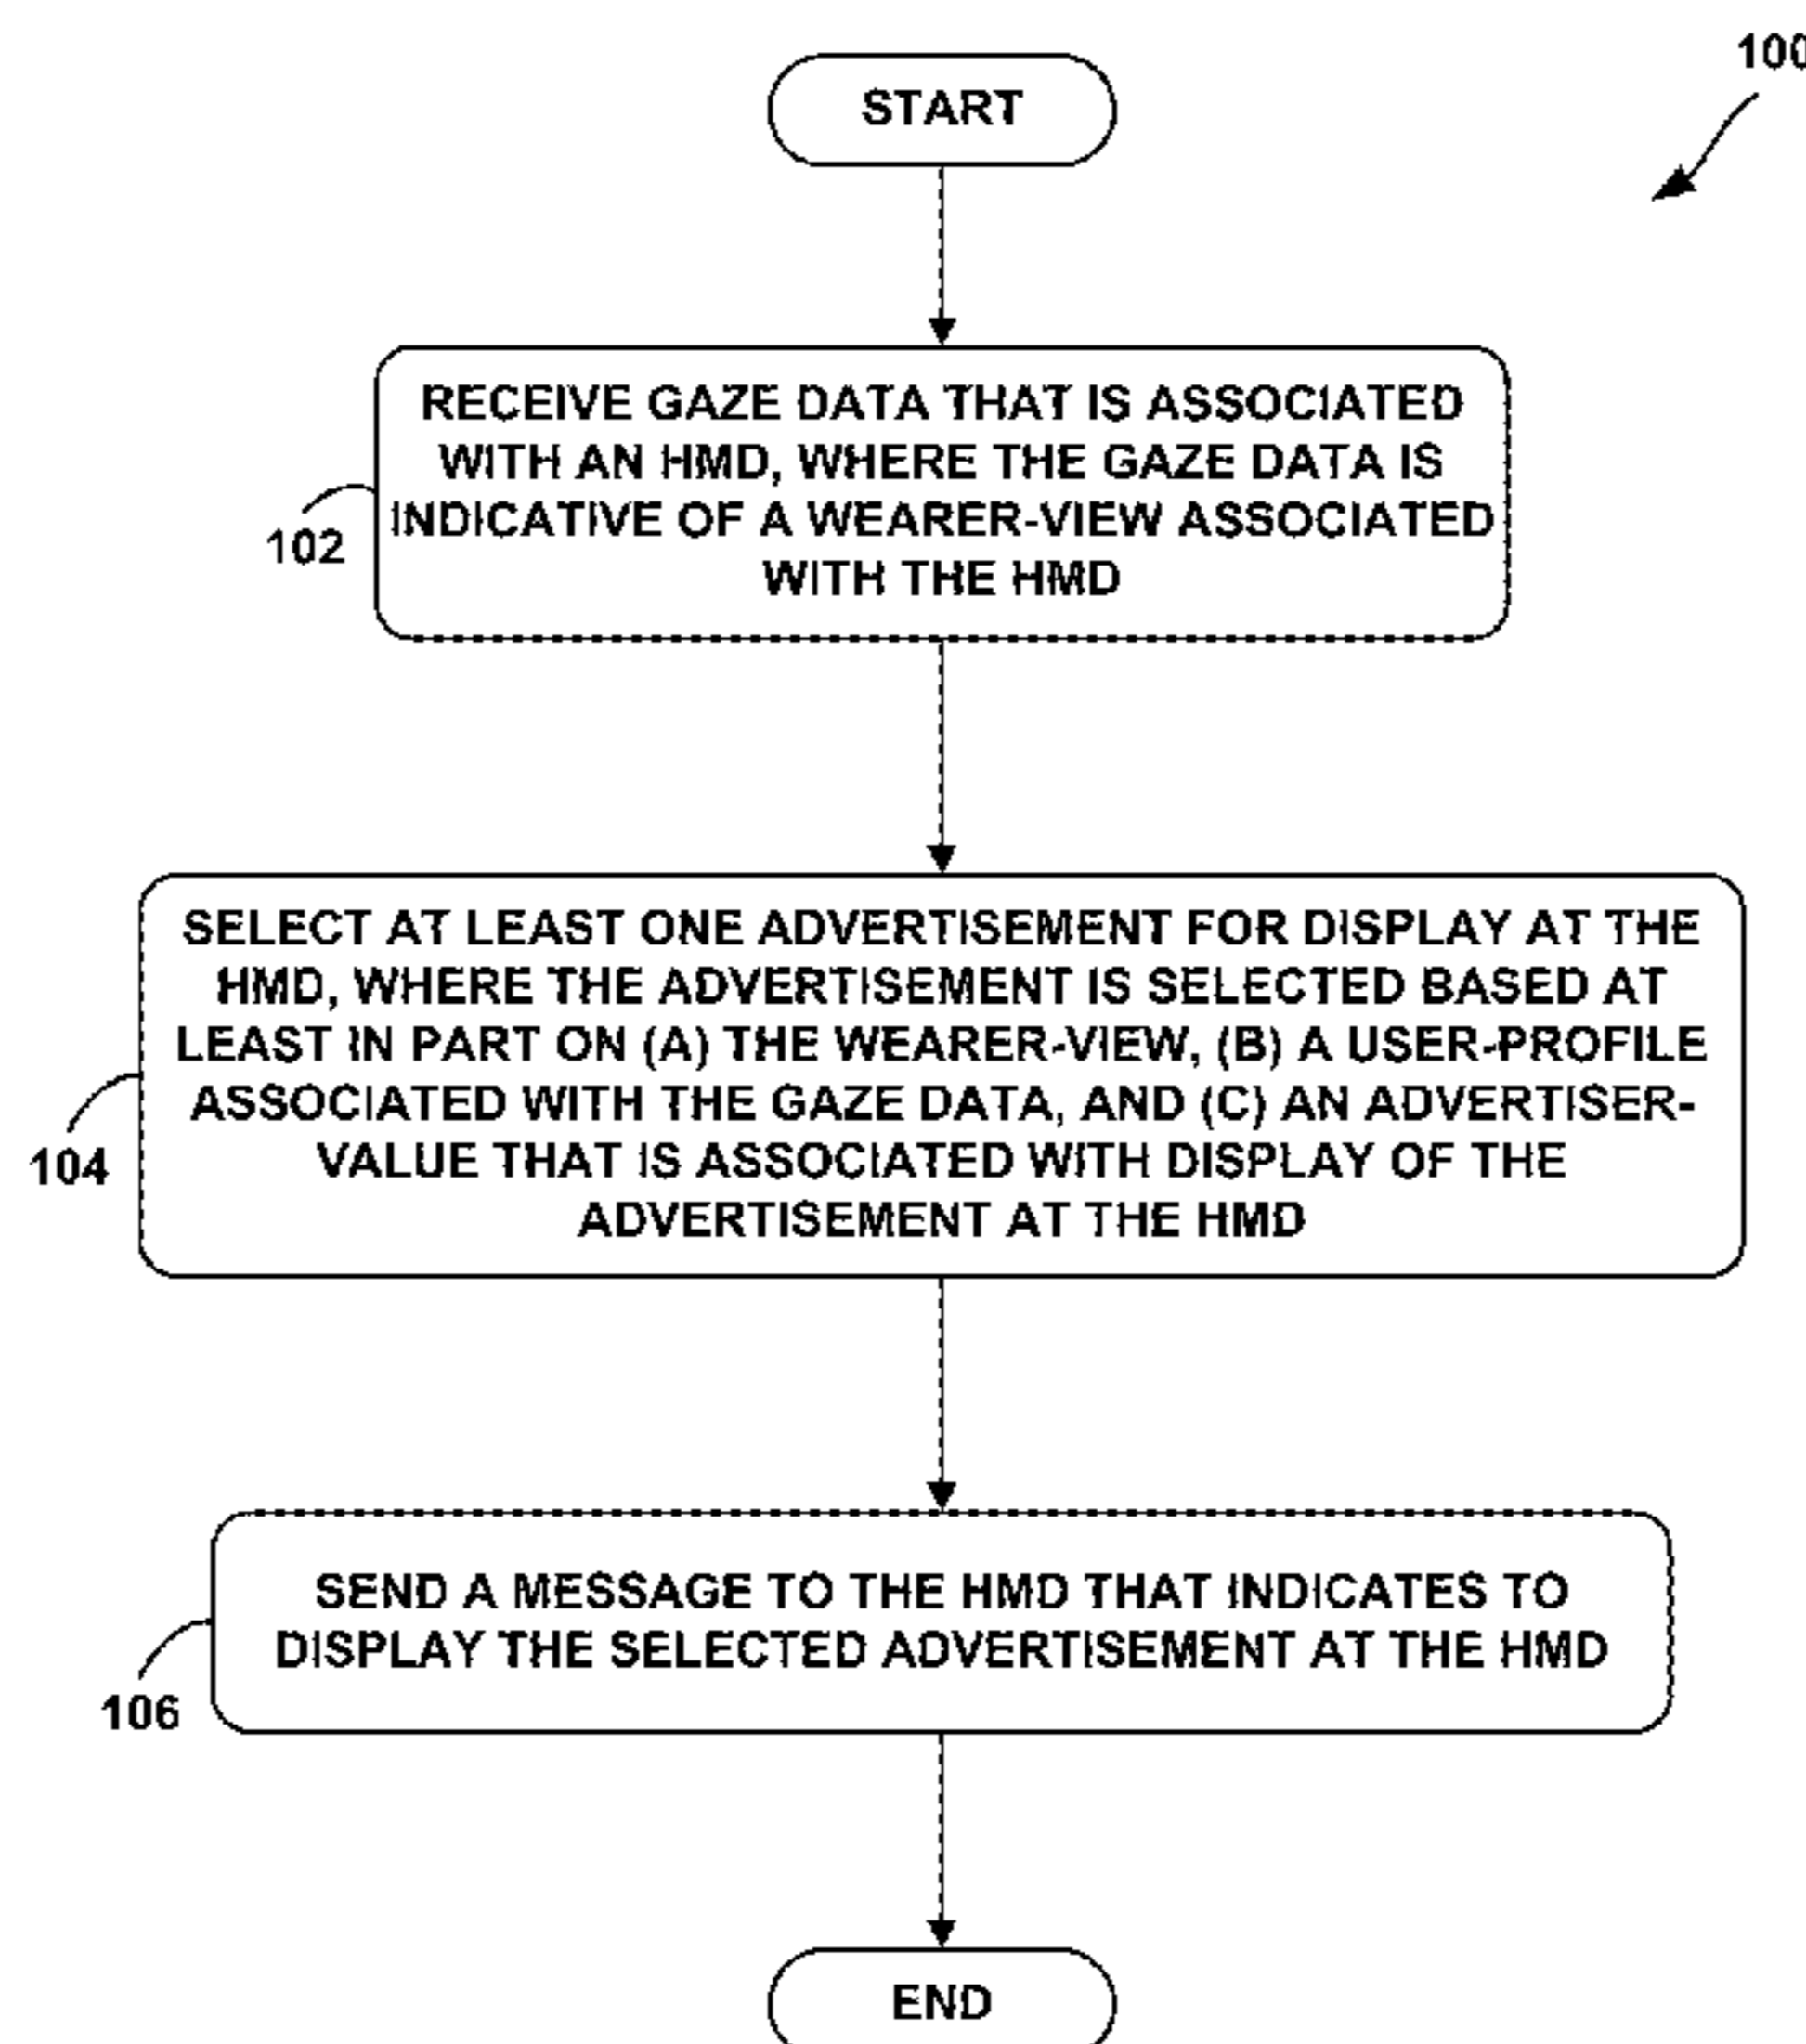 100
START
RECEIVE GAZE DATA THAT IS ASSOCIATED
WITH AN HMD, WHERE THE GAZE DATA IS
INDICATIVE OF A WEARER-VIEW ASSOCIATED
WITH THE HMD
102
SELECT AT LEAST ONE ADVERTISEMENT FOR DISPLAY AT THE
HMD, WHERE THE ADVERTISEMENT IS SELECTED BASED AT
LEAST IN PART ON (A) THE WEARER-VIEW, (B) A USER-PROFILE
ASSOCIATED WITH THE GAZE DATA, AND (C) AN ADVERTISER-
VALUE THAT IS ASSOCIATED WITH DISPLAY OF THE
ADVERTISEMENT AT THE HMD
104
SEND A MESSAGE TO THE HMD THAT INDICATES TO
DISPLAY THE SELECTED ADVERTISEMENT AT THE HMD
106
END